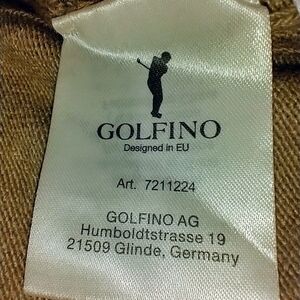 GOLFINO
Designed in EU
Art. 7211224
GOLFINO AG
Humboldtstrasse 19
21509 Glinde, Germany